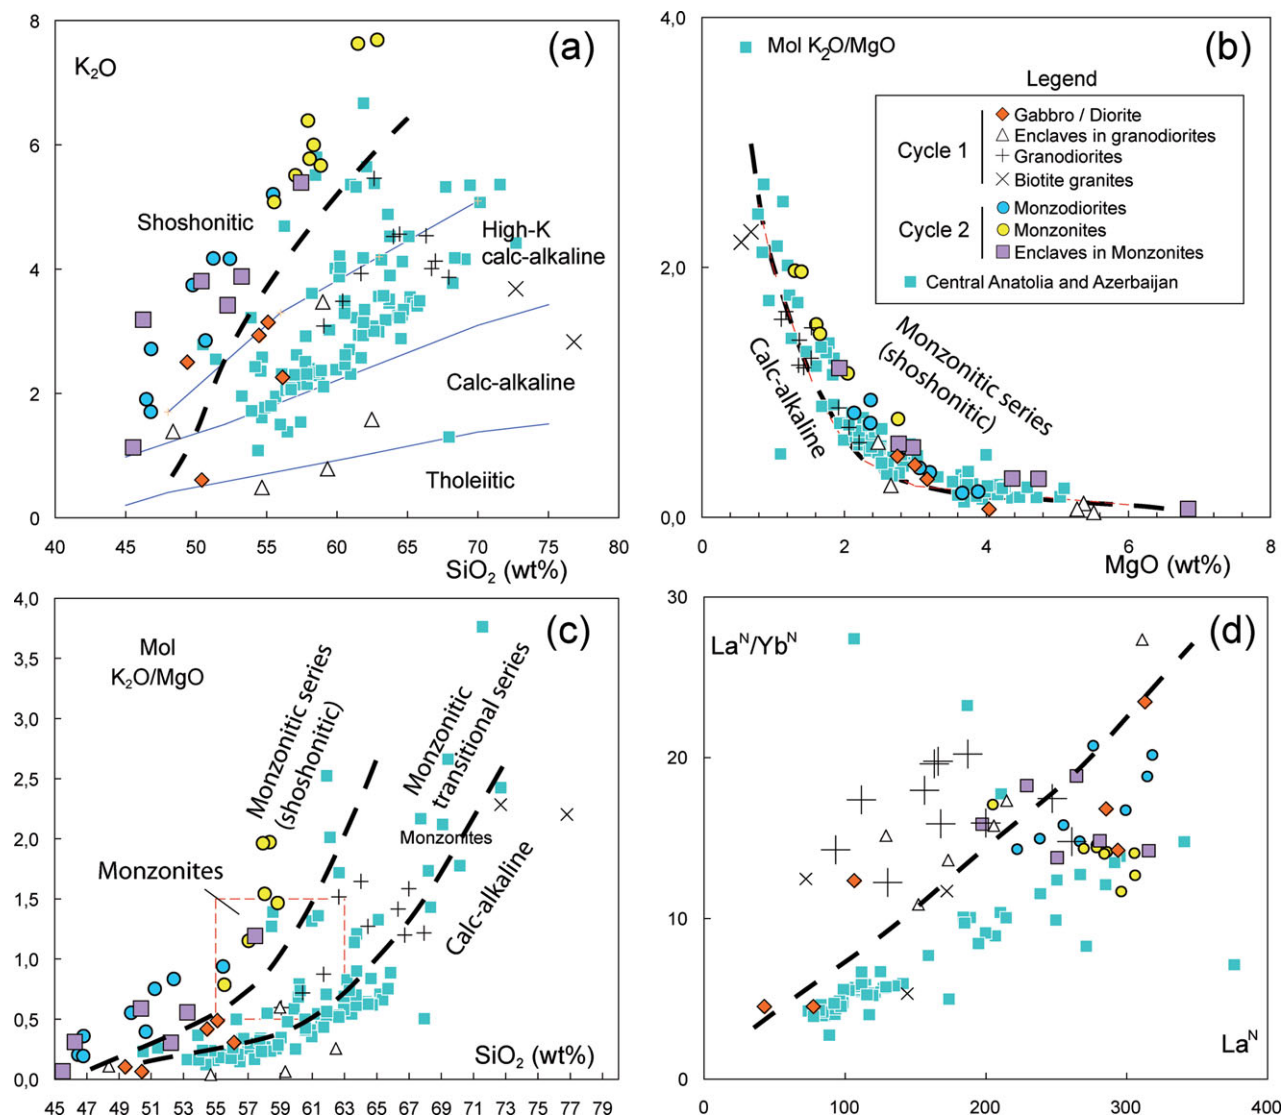 (a)
K₂O
8
6
4
2
0
Shoshonitic
High-K
calc-alkaline
Calc-alkaline
Tholeiitic
40 45 50 55 60 65 70 75 80
SiO₂ (wt%)
(b)
4,0
Mol K₂O/MgO
Legend
Cycle 1
Gabbro / Diorite
Enclaves in granodiorites
Granodiorites
Biotite granites
Cycle 2
Monzodiorites
Monzonites
Enclaves in Monzonites
Central Anatolia and Azerbaijan
2,0
Monzonitic series
(shoshonitic)
Calc-alkaline
0,0
0 2 4 6 8
MgO (wt%)
(c)
4,0
3,5
3,0
2,5
2,0
1,5
1,0
0,5
0,0
Mol
K₂O/MgO
Monzonitic series
(shoshonitic)
Monzonitic
transitional series
Monzonites
Monzonites
Calc-alkaline
SiO₂ (wt%)
45 47 49 51 53 55 57 59 61 63 65 67 69 71 73 75 77 79
(d)
30
20
10
0
Laᴺ/Ybᴺ
Laᴺ
0 100 200 300 400